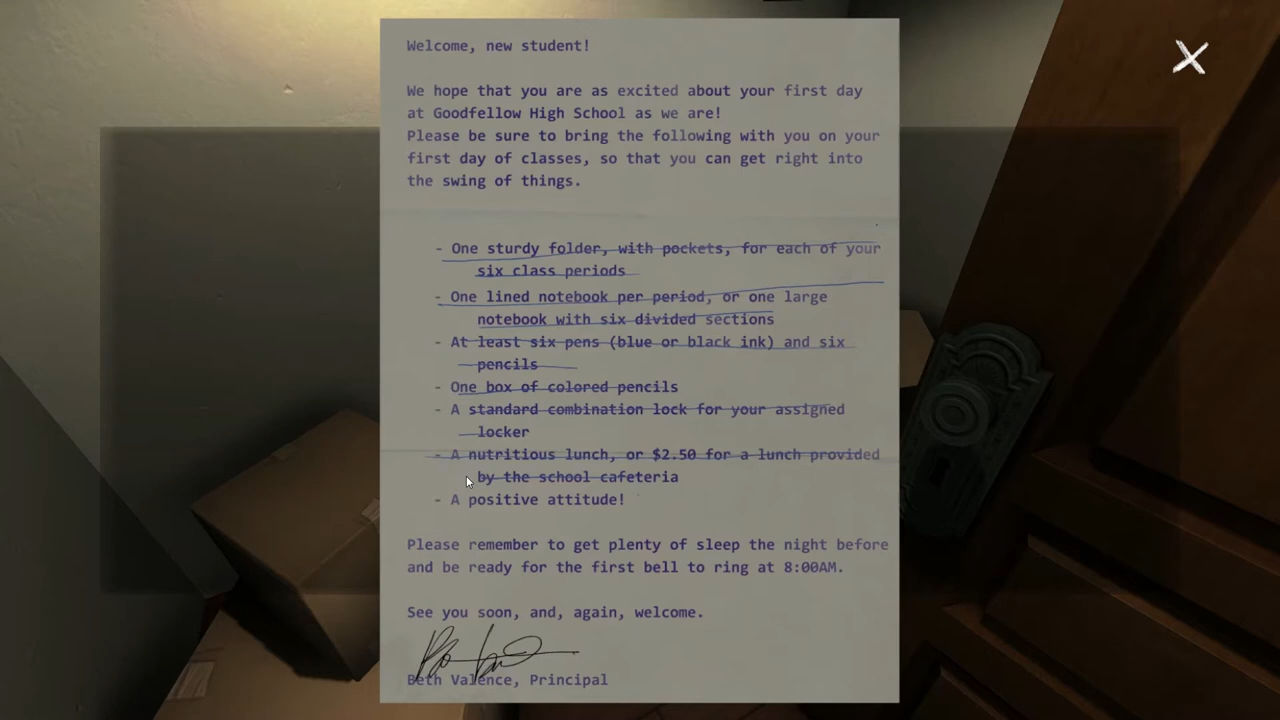 Welcome, new student!
We hope that you are as excited about your first day
at Goodfellow High School as we are!
Please be sure to bring the following with you on your
first day of classes, so that you can get right into
the swing of things.
- One sturdy folder, with pockets, for each of your
six class periods
- One lined notebook per period, or one large
notebook with six divided sections
- At least six pens (blue or black ink) and six
pencils
- One box of colored pencils
- A standard combination lock for your assigned
locker
- A nutritious lunch, or $2.50 for a lunch provided
by the school cafeteria
- A positive attitude!
Please remember to get plenty of sleep the night before
and be ready for the first bell to ring at 8:00AM.
See you soon, and, again, welcome.
Beth Valence, Principal